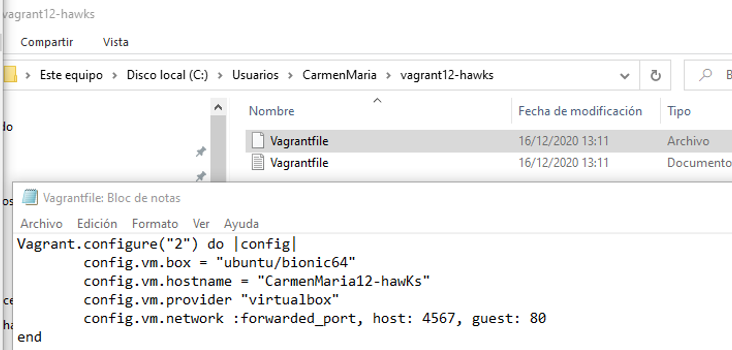 vagrant12-hawks
Compartir Vista
Este equipo Disco local (C:) Usuarios CarmenMaria vagrant12-hawks
Nombre Fecha de modificación Tipo
do
Vagrantfile 16/12/2020 13:11 Archivo
Vagrantfile 16/12/2020 13:11 Documento
os
Vagrantfile: Bloc de notas
Archivo Edición Formato Ver Ayuda
Vagrant.configure("2") do |config|
config.vm.box = "ubuntu/bionic64"
config.vm.hostname = "CarmenMaria12-hawKs"
config.vm.provider "virtualbox"
ce
config.vm.network :forwarded_port, host: 4567, guest: 80
ha
end